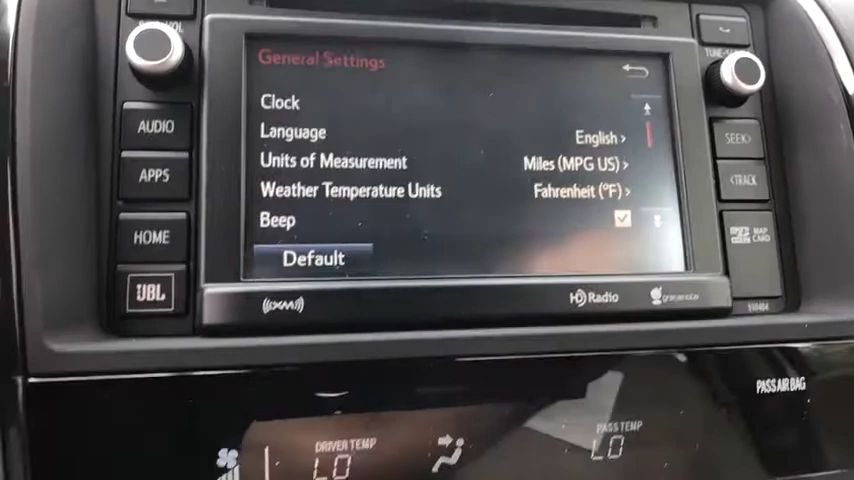 VOL
TUNE
General Settings
Clock
AUDIO
Language English >
SEEK>
Units of Measurement Miles (MPG US) >
APPS
Weather Temperature Units Fahrenheit (°F) >
<TRACK
Beep
HOME
MAP CARD
Default
JBL
((XM))
HD Radio
gracenote
510404
PASS AIR BAG
DRIVER TEMP
PASS TEMP
LO
LO